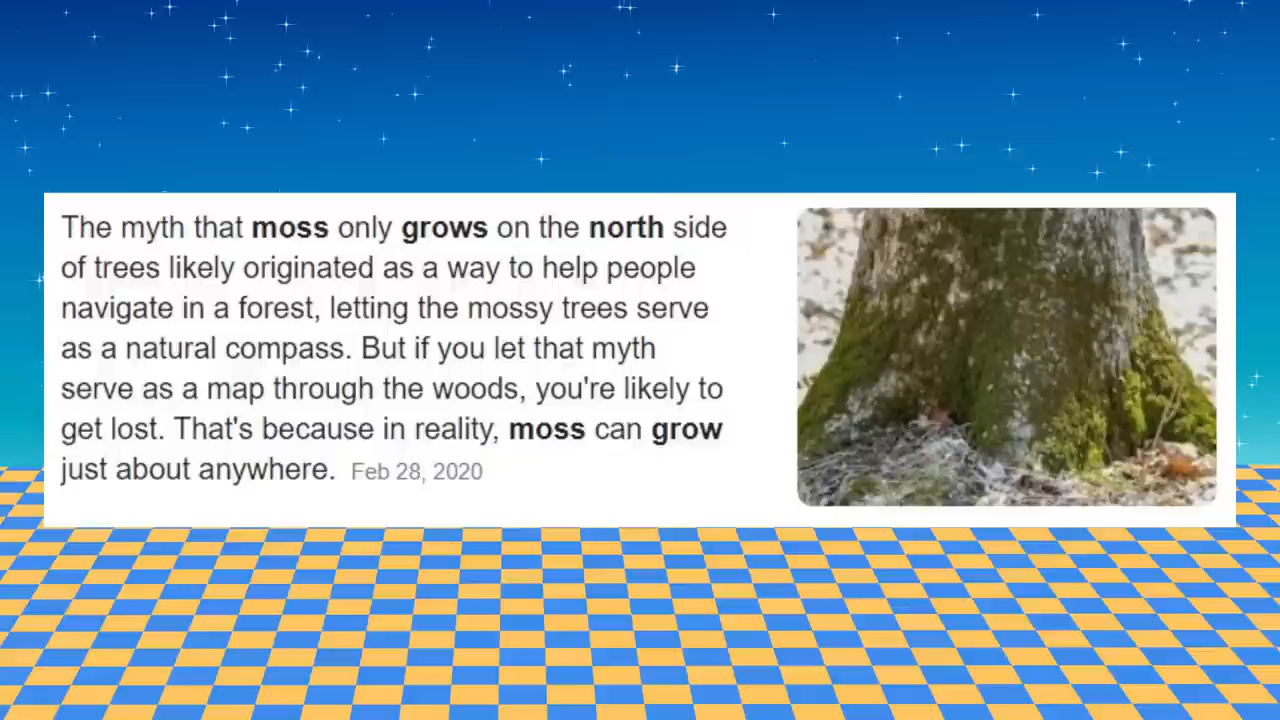 The myth that moss only grows on the north side
of trees likely originated as a way to help people
navigate in a forest, letting the mossy trees serve
as a natural compass. But if you let that myth
serve as a map through the woods, you're likely to
get lost. That's because in reality, moss can grow
just about anywhere. Feb 28, 2020